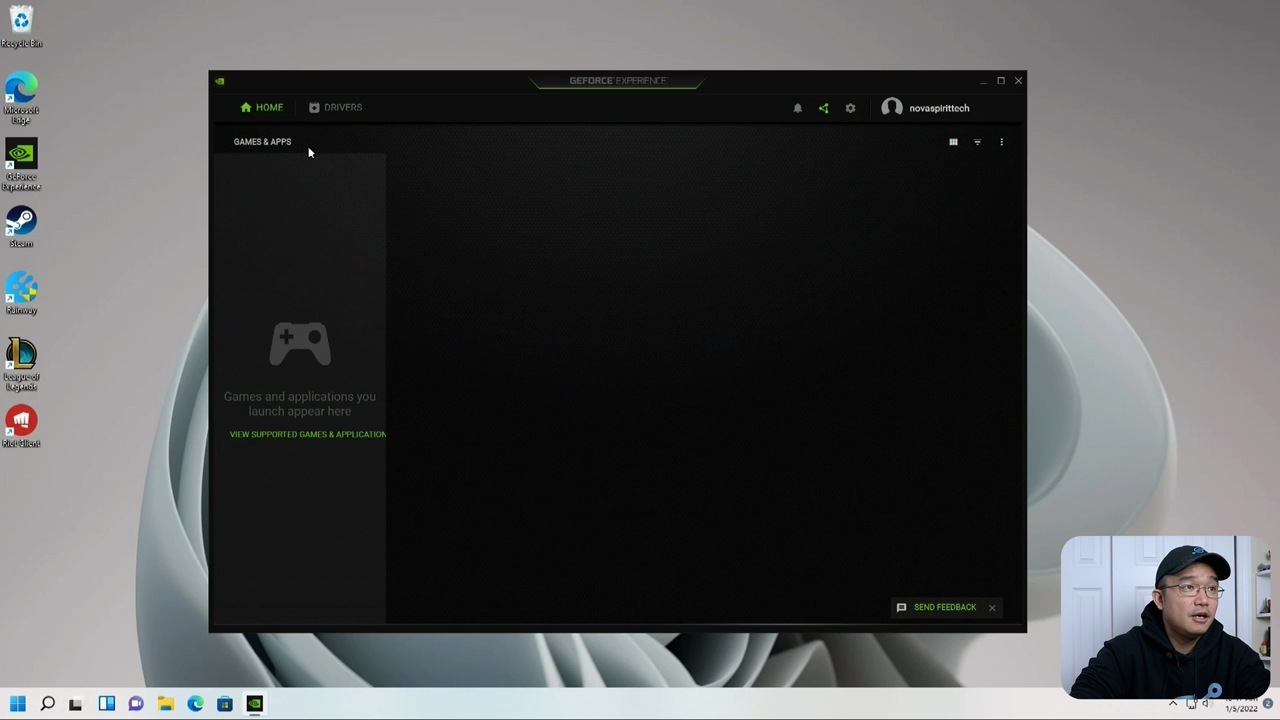 Recycle Bin
Microsoft
Edge
GeForce
Experience
Steam
Rainway
League of
Legends
Riot Client
GEFORCE EXPERIENCE
HOME
DRIVERS
novaspirittech
GAMES & APPS
Games and applications you
launch appear here
VIEW SUPPORTED GAMES & APPLICATION
SEND FEEDBACK
1/5/2022
2